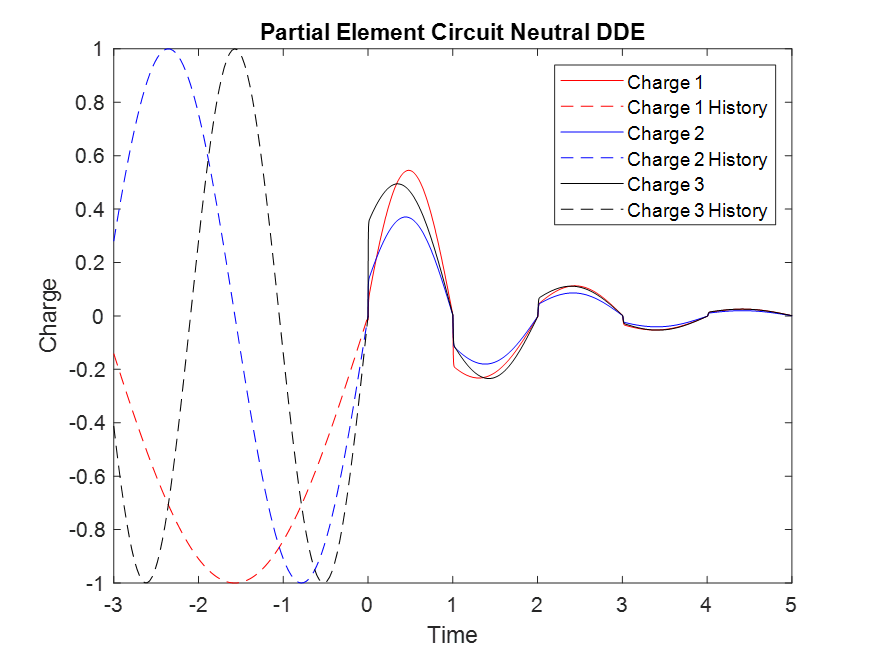 Partial Element Circuit Neutral DDE
1
0.8
0.6
0.4
0.2
0
-0.2
-0.4
-0.6
-0.8
-1
Charge
Charge 1
Charge 1 History
Charge 2
Charge 2 History
Charge 3
Charge 3 History
-3 -2 -1 0 1 2 3 4 5
Time